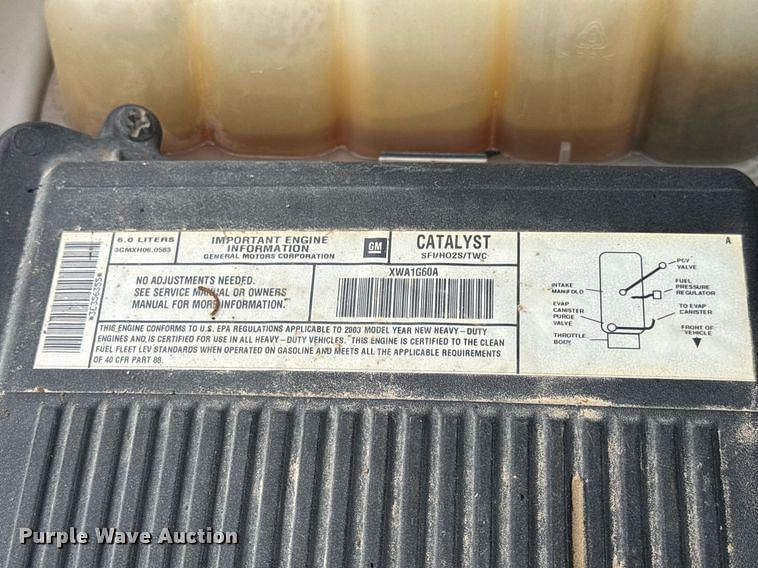 *3E356355*
6.0 LITERS
3GMXH06.0583
IMPORTANT ENGINE
INFORMATION
GENERAL MOTORS CORPORATION
GM
CATALYST
SFI/HO2S/TWC
NO ADJUSTMENTS NEEDED.
SEE SERVICE MANUAL OR OWNERS
MANUAL FOR MORE INFORMATION.
XWA1G60A
THIS ENGINE CONFORMS TO U.S. EPA REGULATIONS APPLICABLE TO 2003 MODEL YEAR NEW HEAVY-DUTY
ENGINES AND IS CERTIFIED FOR USE IN ALL HEAVY-DUTY VEHICLES. THIS ENGINE IS CERTIFIED TO THE CLEAN
FUEL FLEET LEV STANDARDS WHEN OPERATED ON GASOLINE AND MEETS ALL THE APPLICABLE REQUIREMENTS
OF 40 CFR PART 88.
A
PCV
VALVE
INTAKE
MANIFOLD
FUEL
PRESSURE
REGULATOR
EVAP
CANISTER
PURGE
VALVE
TO EVAP
CANISTER
THROTTLE
BODY
FRONT OF
VEHICLE
Purple Wave Auction